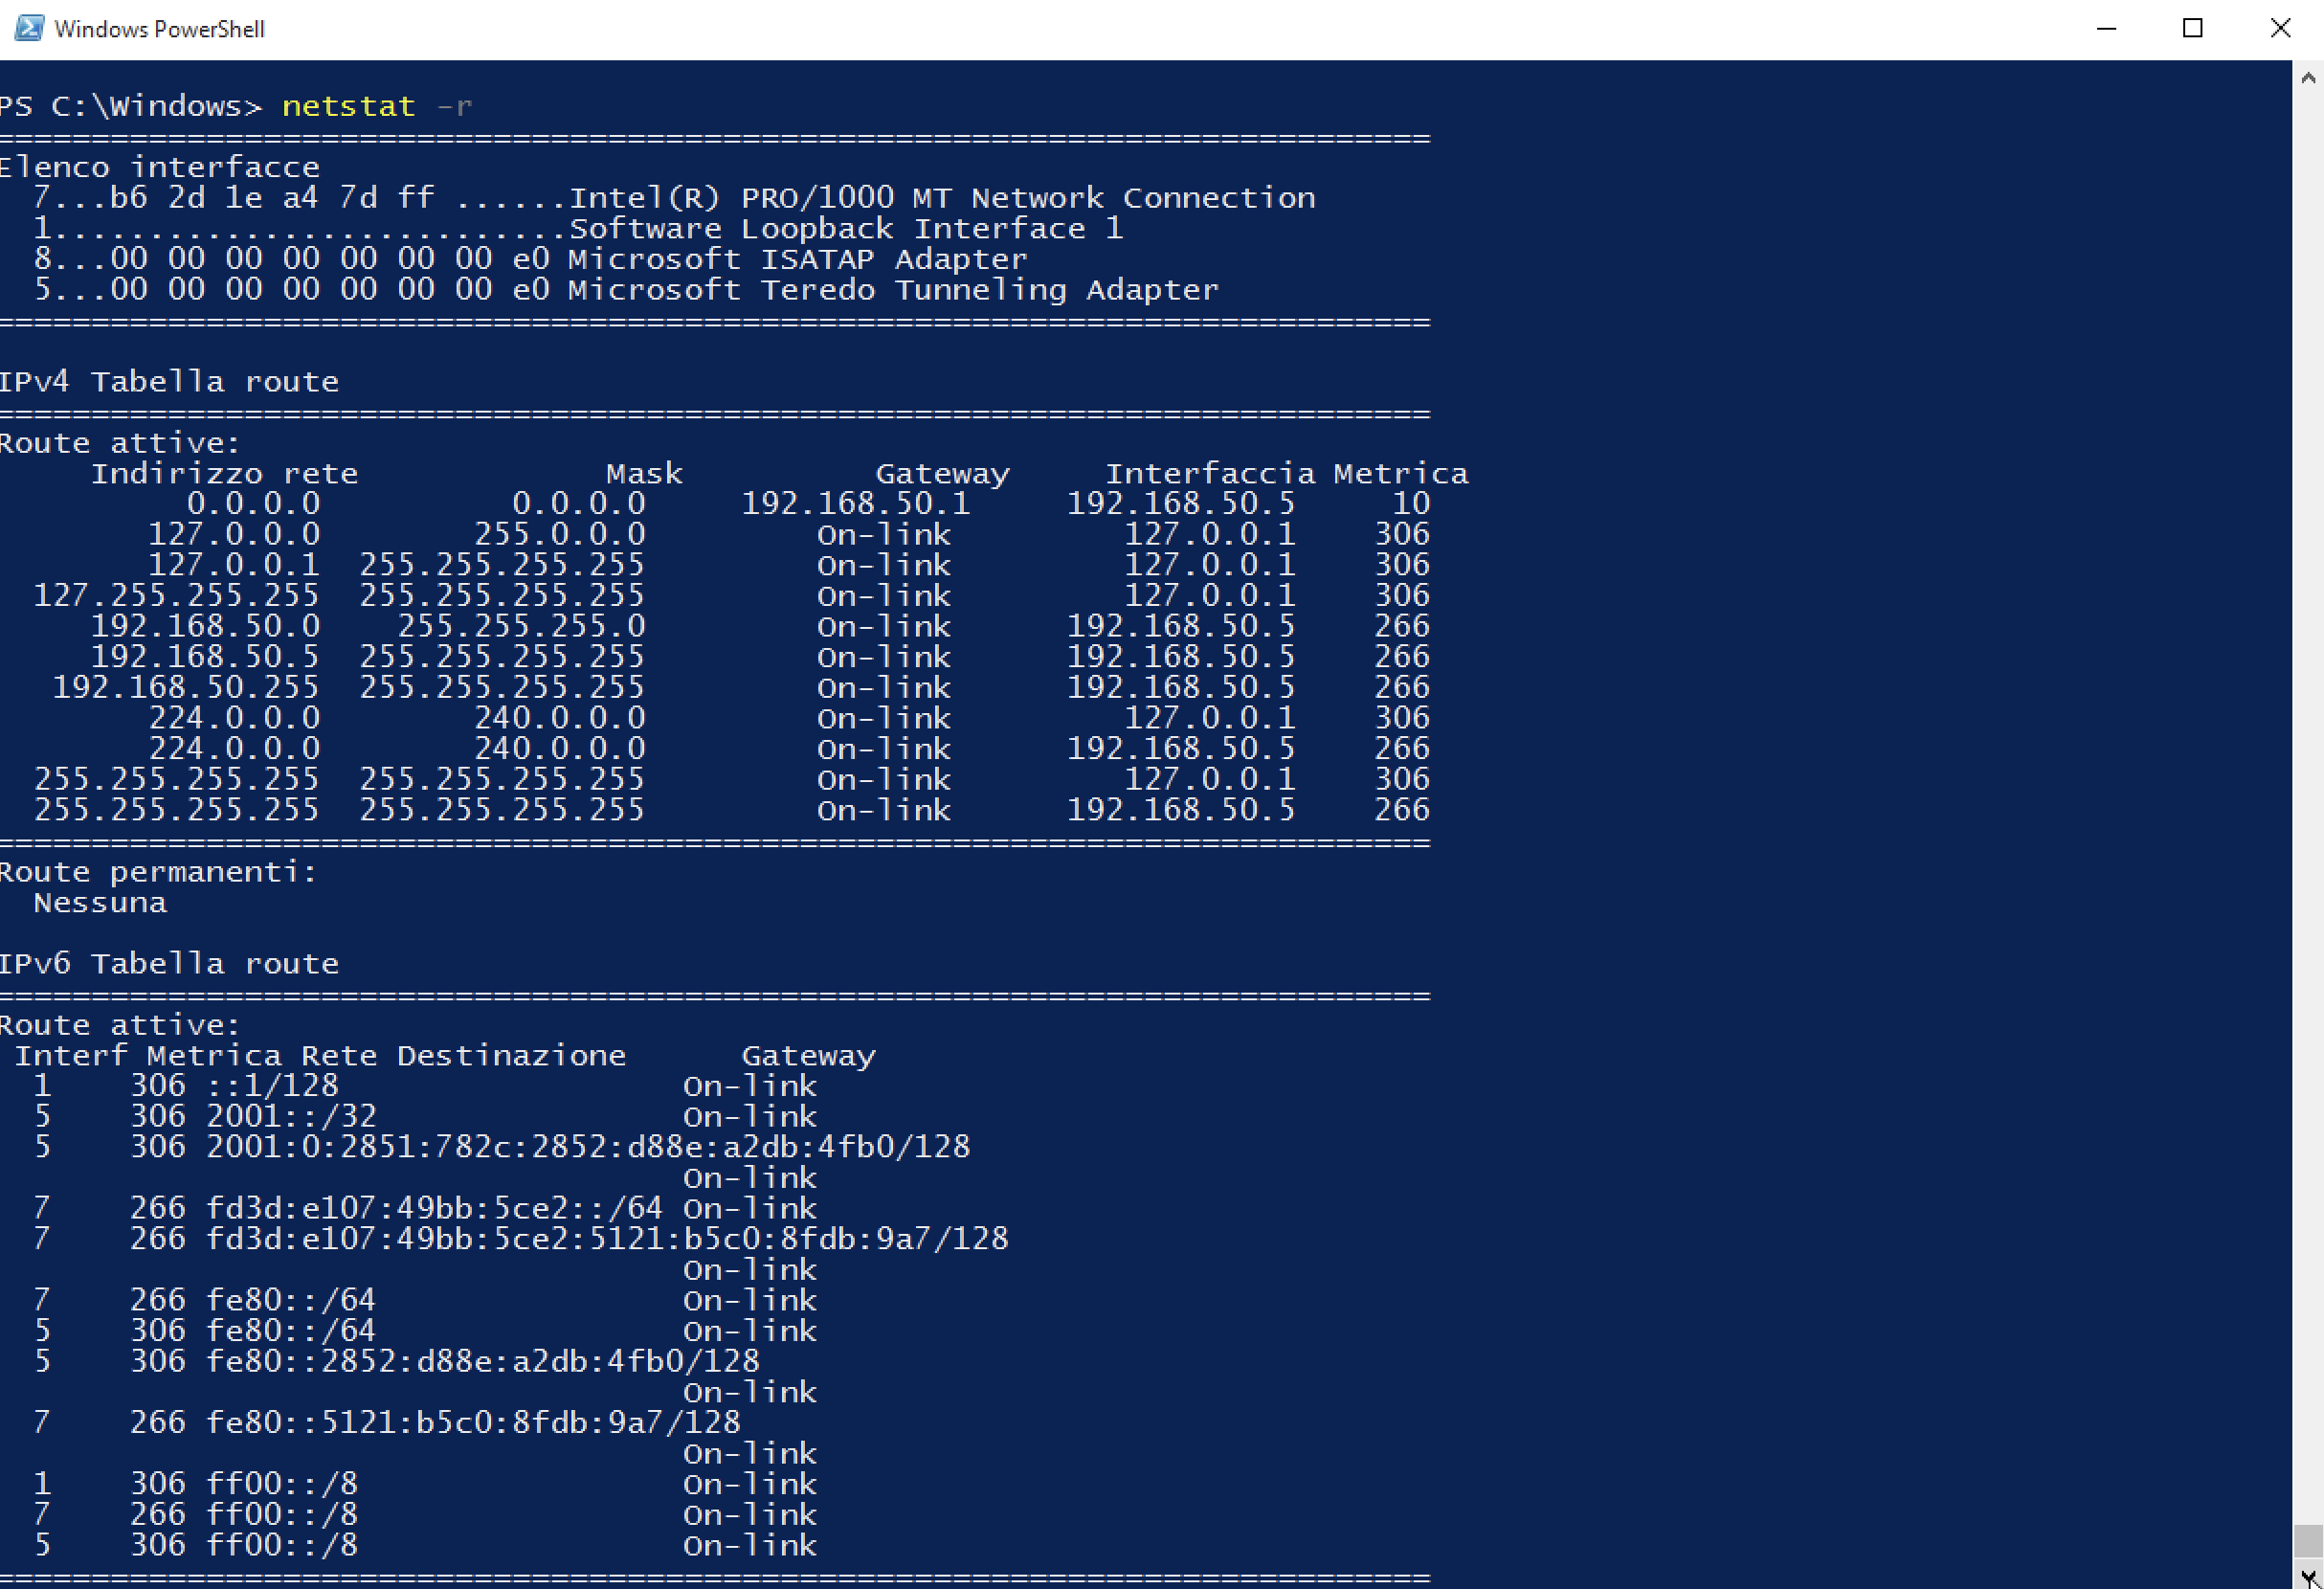 Windows PowerShell
PS C:\Windows> netstat -r
===========================================================================
Elenco interfacce
  7...b6 2d 1e a4 7d ff ......Intel(R) PRO/1000 MT Network Connection
  1...........................Software Loopback Interface 1
  8...00 00 00 00 00 00 00 e0 Microsoft ISATAP Adapter
  5...00 00 00 00 00 00 00 e0 Microsoft Teredo Tunneling Adapter
===========================================================================
IPv4 Tabella route
===========================================================================
Route attive:
     Indirizzo rete             Mask          Gateway     Interfaccia Metrica
          0.0.0.0          0.0.0.0     192.168.50.1     192.168.50.5     10
        127.0.0.0        255.0.0.0         On-link         127.0.0.1    306
        127.0.0.1  255.255.255.255         On-link         127.0.0.1    306
  127.255.255.255  255.255.255.255         On-link         127.0.0.1    306
     192.168.50.0    255.255.255.0         On-link      192.168.50.5    266
     192.168.50.5  255.255.255.255         On-link      192.168.50.5    266
   192.168.50.255  255.255.255.255         On-link      192.168.50.5    266
        224.0.0.0        240.0.0.0         On-link         127.0.0.1    306
        224.0.0.0        240.0.0.0         On-link      192.168.50.5    266
  255.255.255.255  255.255.255.255         On-link         127.0.0.1    306
  255.255.255.255  255.255.255.255         On-link      192.168.50.5    266
===========================================================================
Route permanenti:
  Nessuna
IPv6 Tabella route
===========================================================================
Route attive:
 Interf Metrica Rete Destinazione      Gateway
  1    306 ::1/128                  On-link
  5    306 2001::/32                On-link
  5    306 2001:0:2851:782c:2852:d88e:a2db:4fb0/128
                                    On-link
  7    266 fd3d:e107:49bb:5ce2::/64 On-link
  7    266 fd3d:e107:49bb:5ce2:5121:b5c0:8fdb:9a7/128
                                    On-link
  7    266 fe80::/64                On-link
  5    306 fe80::/64                On-link
  5    306 fe80::2852:d88e:a2db:4fb0/128
                                    On-link
  7    266 fe80::5121:b5c0:8fdb:9a7/128
                                    On-link
  1    306 ff00::/8                 On-link
  7    266 ff00::/8                 On-link
  5    306 ff00::/8                 On-link
===========================================================================